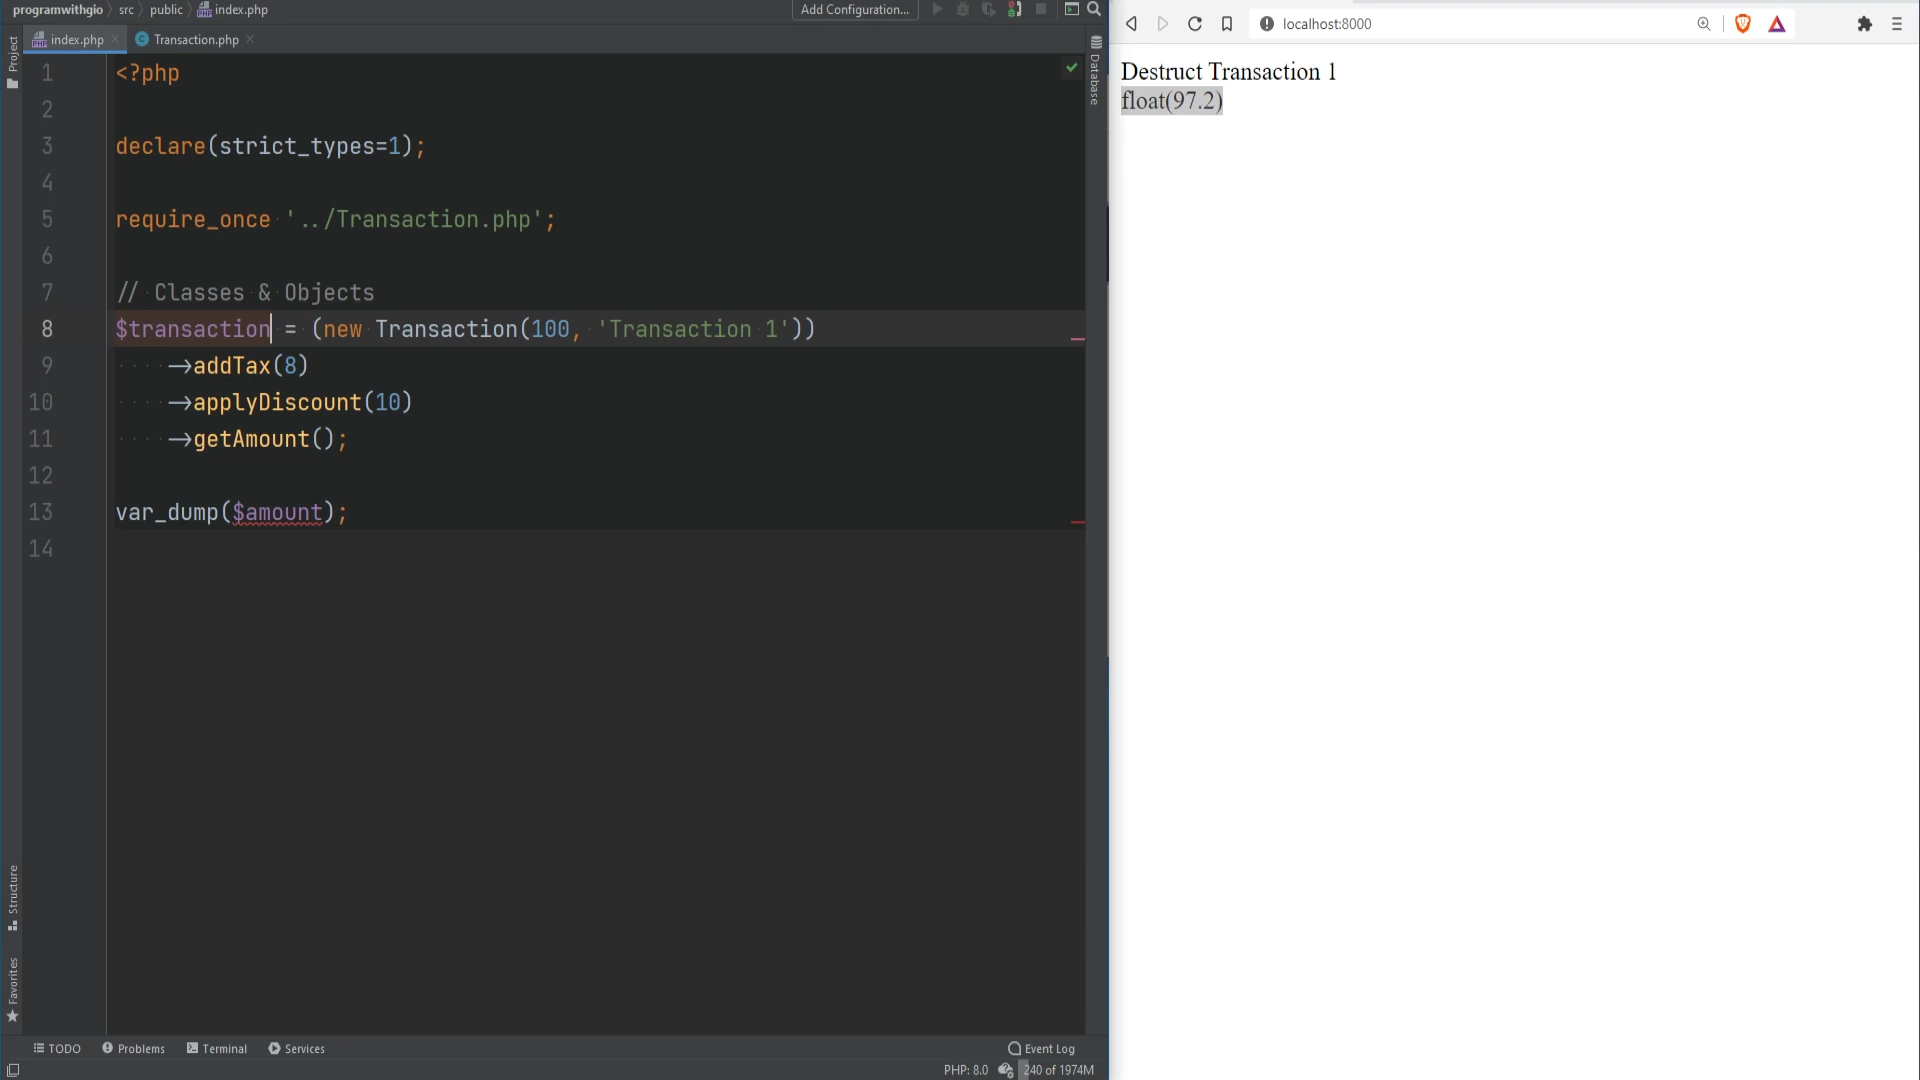 programwithgio src public index.php
Add Configuration...
index.php Transaction.php
Project
Database
1 <?php
2
3 declare(strict_types=1);
4
5 require_once '../Transaction.php';
6
7 // Classes & Objects
8 $transaction = (new Transaction(100, 'Transaction 1'))
9 ->addTax(8)
10 ->applyDiscount(10)
11 ->getAmount();
12
13 var_dump($amount);
14
Structure
Favorites
TODO Problems Terminal Services
Event Log
PHP: 8.0 240 of 1974M
localhost:8000
Destruct Transaction 1
float(97.2)